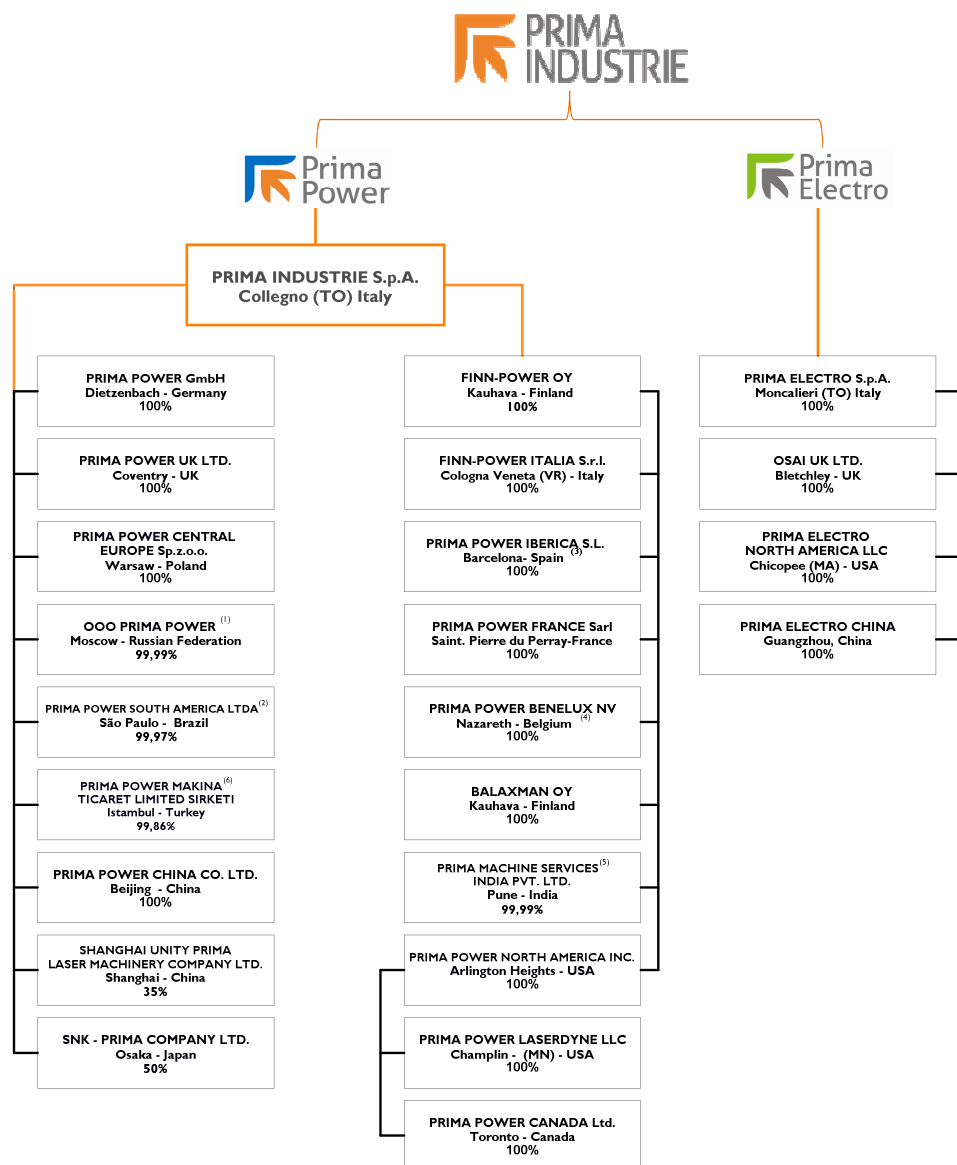 PRIMA
INDUSTRIE
Prima
Power
Prima
Electro
PRIMA INDUSTRIE S.p.A.
Collegno (TO) Italy
PRIMA POWER GmbH
Dietzenbach - Germany
100%
PRIMA POWER UK LTD.
Coventry - UK
100%
PRIMA POWER CENTRAL
EUROPE Sp.z.o.o.
Warsaw - Poland
100%
OOO PRIMA POWER (1)
Moscow - Russian Federation
99,99%
PRIMA POWER SOUTH AMERICA LTDA (2)
São Paulo - Brazil
99,97%
PRIMA POWER MAKINA (6)
TICARET LIMITED SIRKETI
Istambul - Turkey
99,86%
PRIMA POWER CHINA CO. LTD.
Beijing - China
100%
SHANGHAI UNITY PRIMA
LASER MACHINERY COMPANY LTD.
Shanghai - China
35%
SNK - PRIMA COMPANY LTD.
Osaka - Japan
50%
FINN-POWER OY
Kauhava - Finland
100%
FINN-POWER ITALIA S.r.l.
Cologna Veneta (VR) - Italy
100%
PRIMA POWER IBERICA S.L.
Barcelona- Spain (3)
100%
PRIMA POWER FRANCE Sarl
Saint. Pierre du Perray-France
100%
PRIMA POWER BENELUX NV
Nazareth - Belgium (4)
100%
BALAXMAN OY
Kauhava - Finland
100%
PRIMA MACHINE SERVICES (5)
INDIA PVT. LTD.
Pune - India
99,99%
PRIMA POWER NORTH AMERICA INC.
Arlington Heights - USA
100%
PRIMA POWER LASERDYNE LLC
Champlin - (MN) - USA
100%
PRIMA POWER CANADA Ltd.
Toronto - Canada
100%
PRIMA ELECTRO S.p.A.
Moncalieri (TO) Italy
100%
OSAI UK LTD.
Bletchley - UK
100%
PRIMA ELECTRO
NORTH AMERICA LLC
Chicopee (MA) - USA
100%
PRIMA ELECTRO CHINA
Guangzhou, China
100%